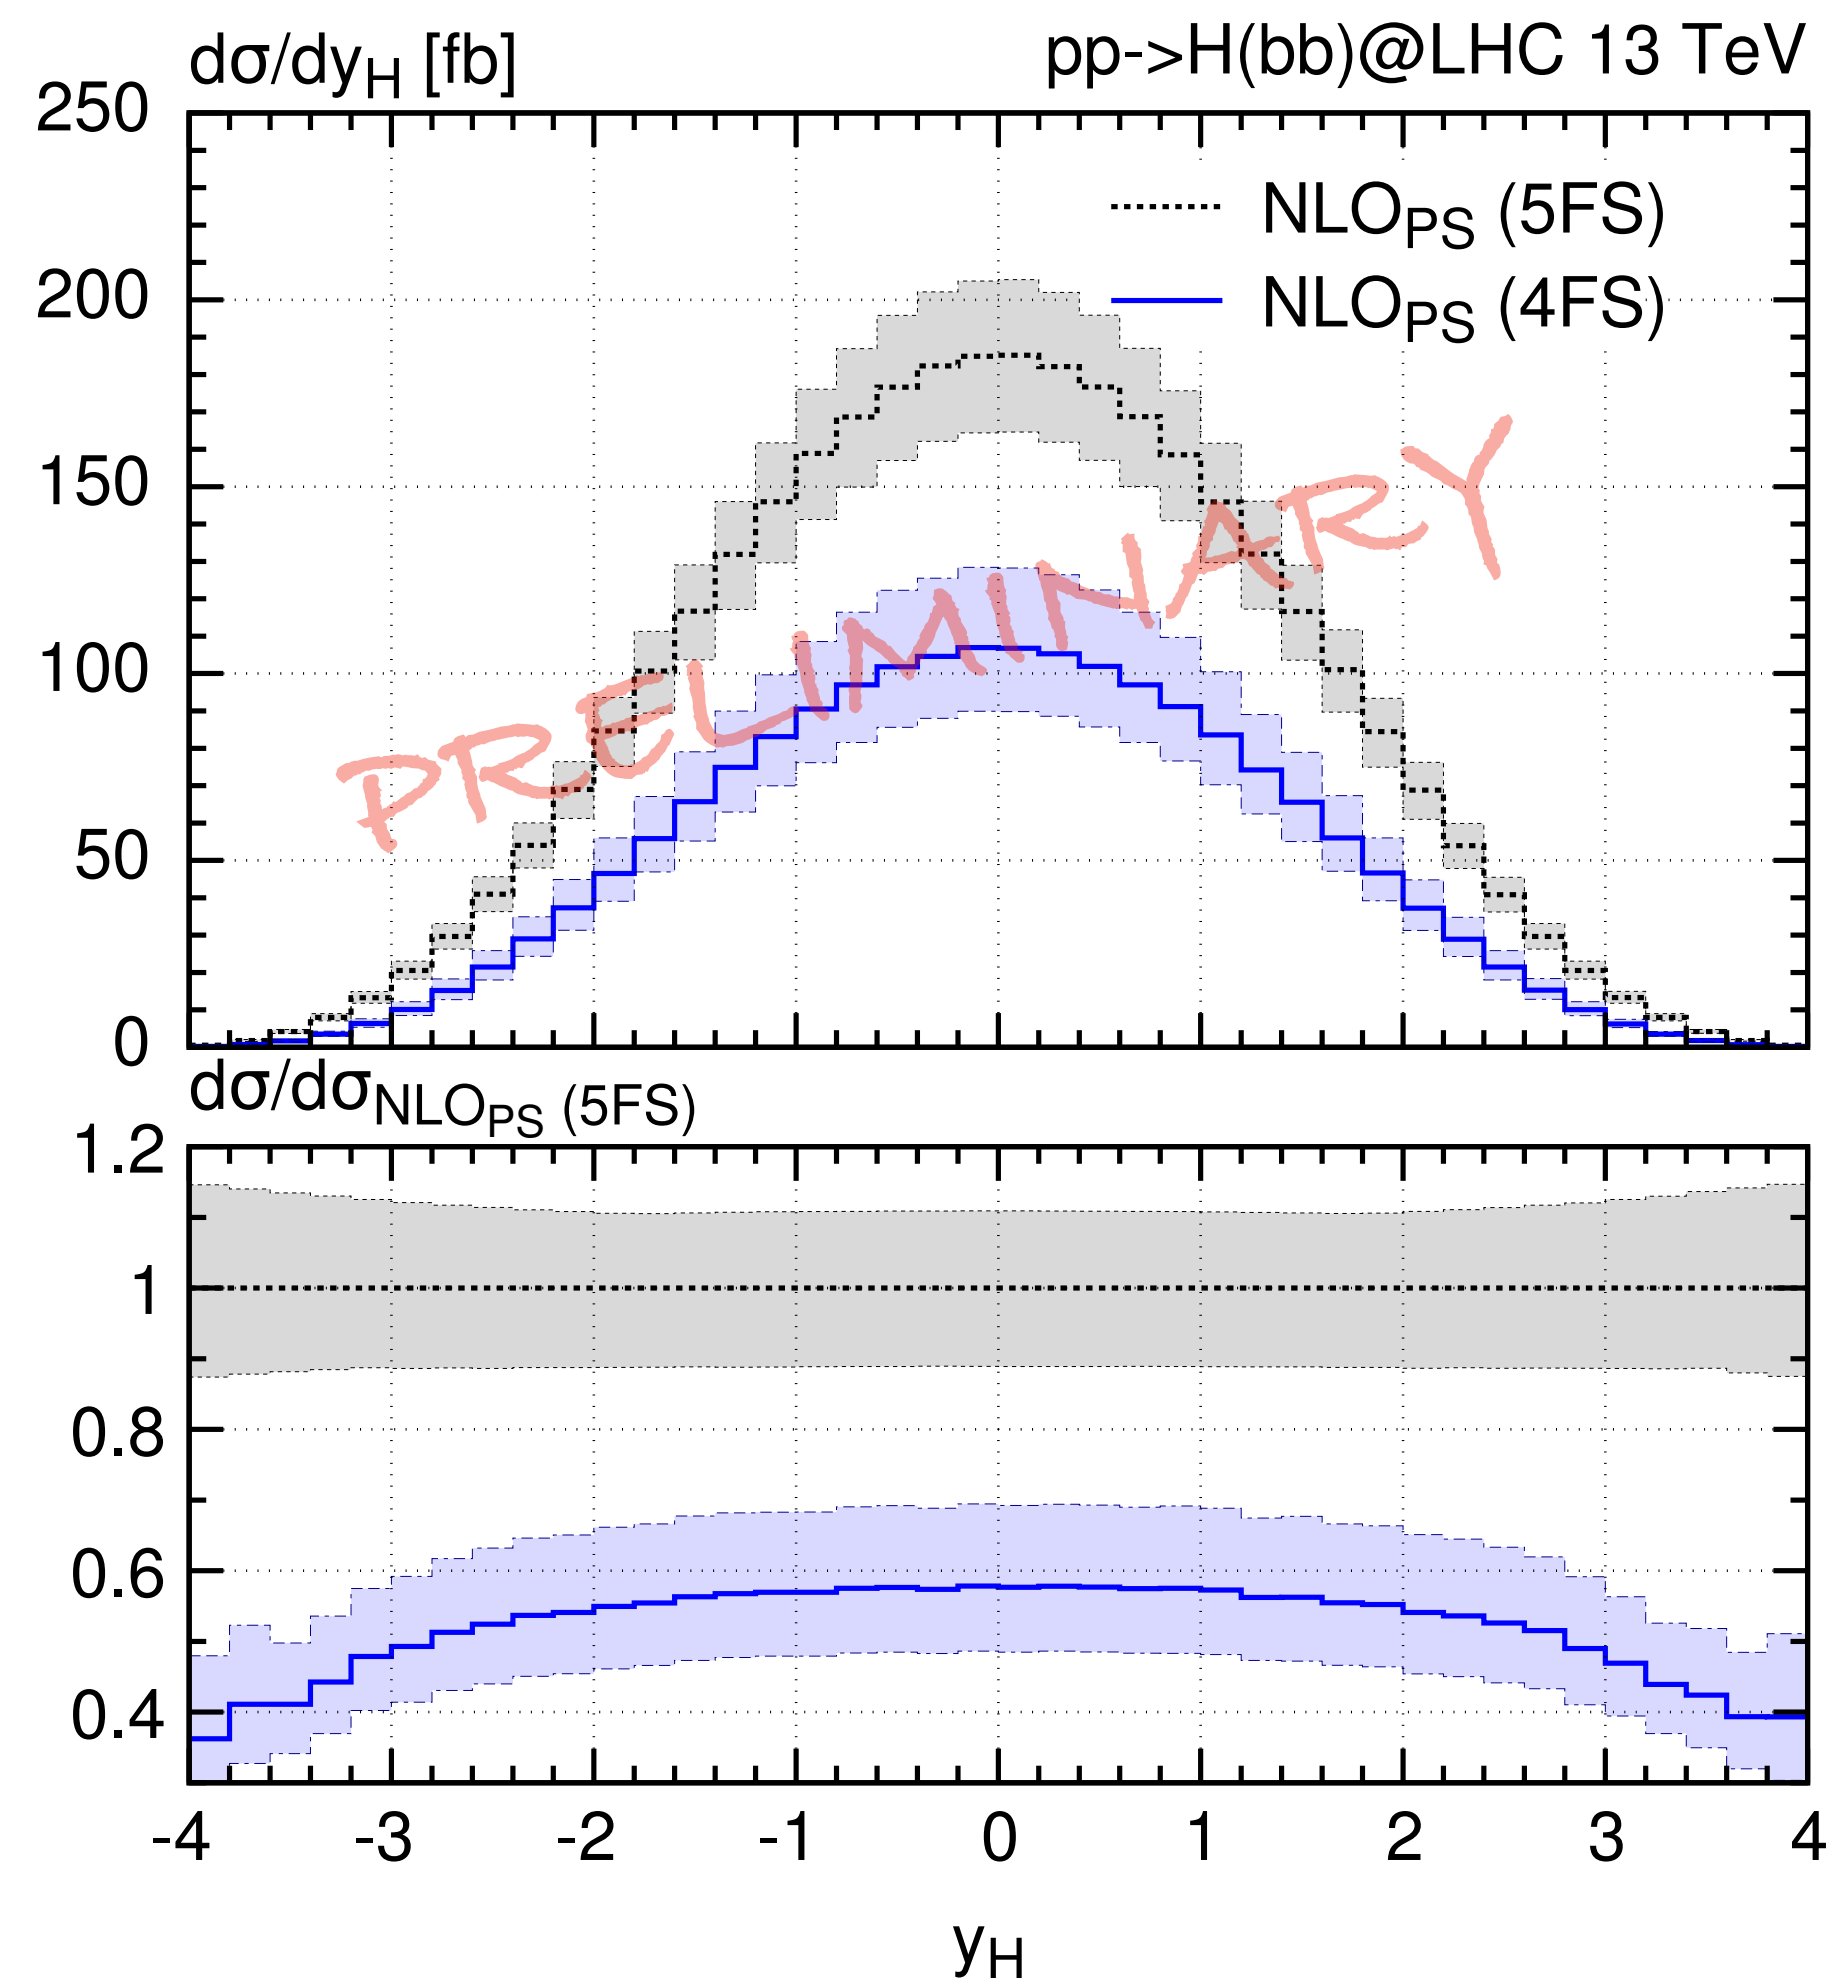 dσ/dy_H [fb] pp->H(bb)@LHC 13 TeV
250
NLO_PS (5FS)
NLO_PS (4FS)
200
150
100
50
0
PRELIMINARY
dσ/dσ_NLO_PS (5FS)
1.2
1
0.8
0.6
0.4
-4 -3 -2 -1 0 1 2 3 4
y_H